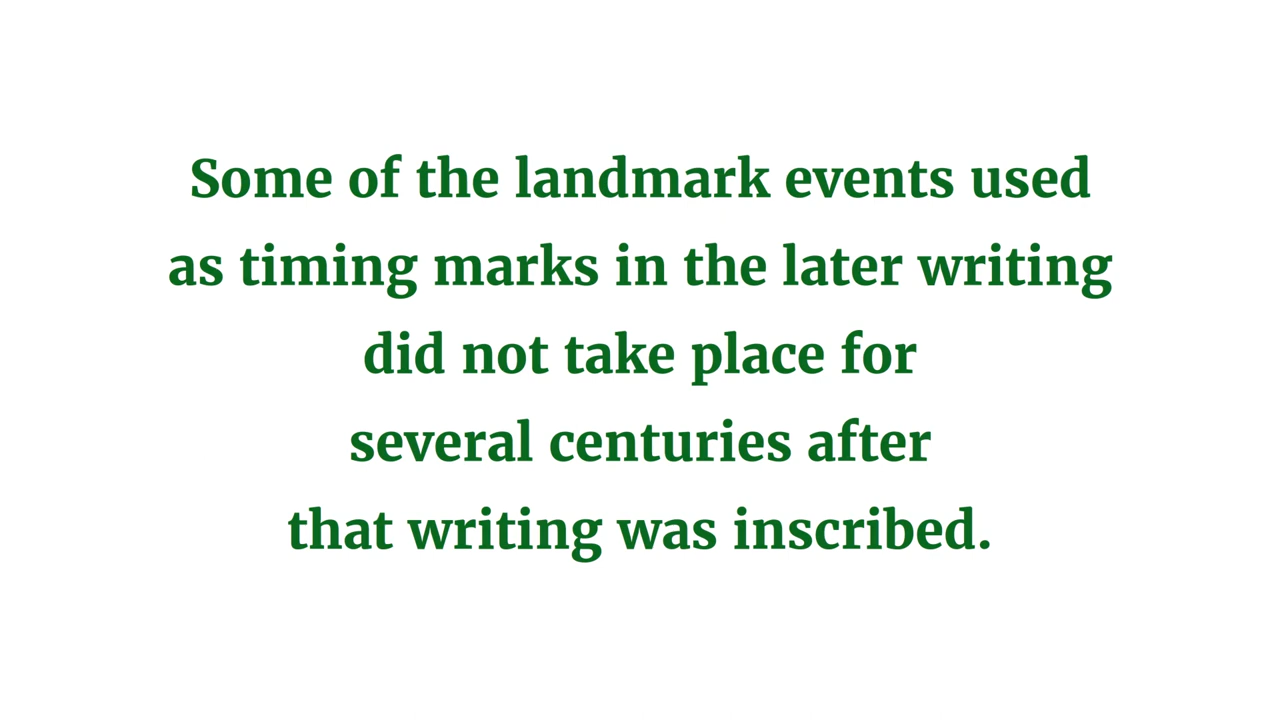 Some of the landmark events used
as timing marks in the later writing
did not take place for
several centuries after
that writing was inscribed.